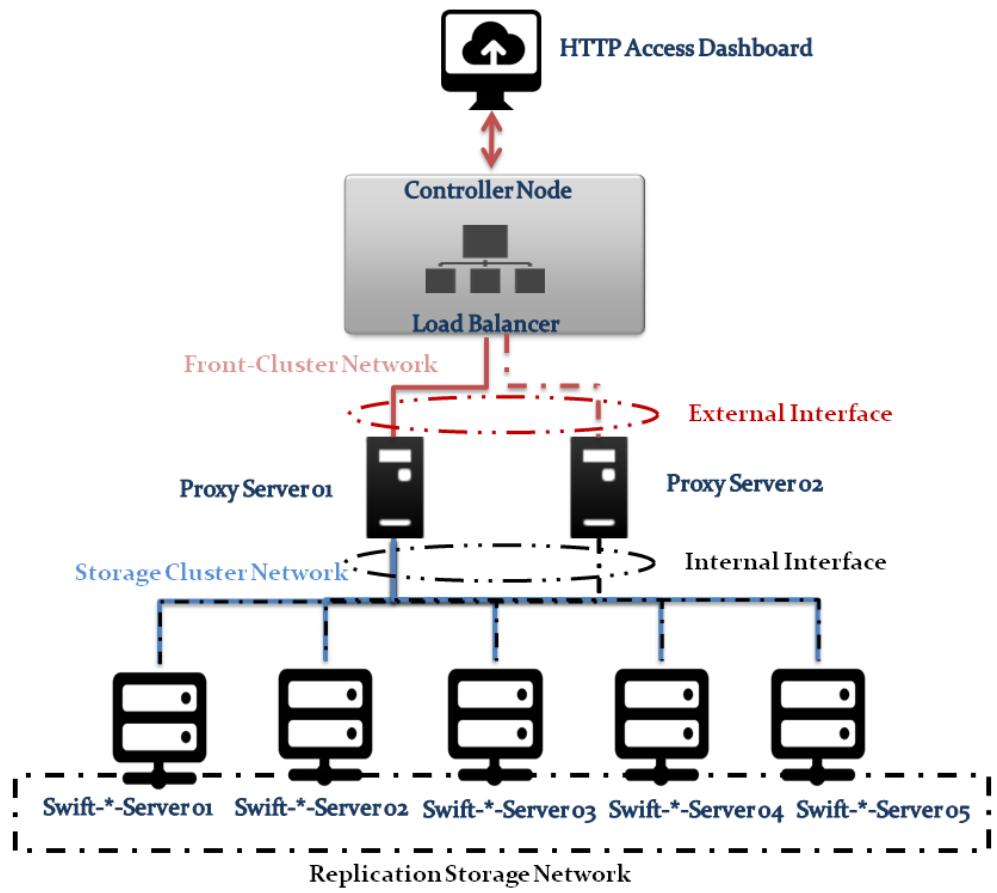 HTTP Access Dashboard
Controller Node
Load Balancer
Front-Cluster Network
External Interface
Proxy Server 01
Proxy Server 02
Storage Cluster Network
Internal Interface
Swift-*-Server 01
Swift-*-Server 02
Swift-*-Server 03
Swift-*-Server 04
Swift-*-Server 05
Replication Storage Network